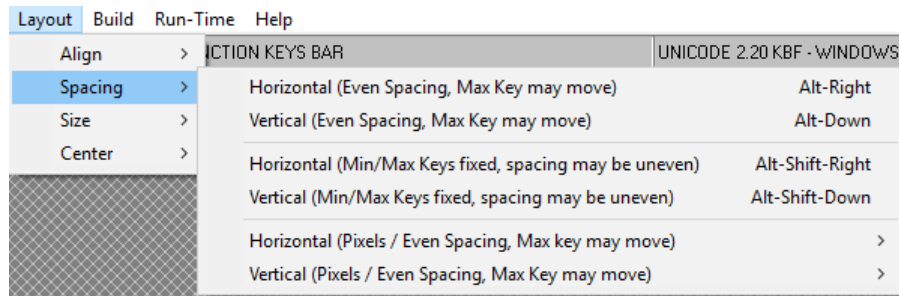 Layout Build Run-Time Help
Align > NCTION KEYS BAR UNICODE 2.20 KBF - WINDOWS
Spacing > Horizontal (Even Spacing, Max Key may move) Alt-Right
Size > Vertical (Even Spacing, Max Key may move) Alt-Down
Center > Horizontal (Min/Max Keys fixed, spacing may be uneven) Alt-Shift-Right
Vertical (Min/Max Keys fixed, spacing may be uneven) Alt-Shift-Down
Horizontal (Pixels / Even Spacing, Max key may move) >
Vertical (Pixels / Even Spacing, Max Key may move) >